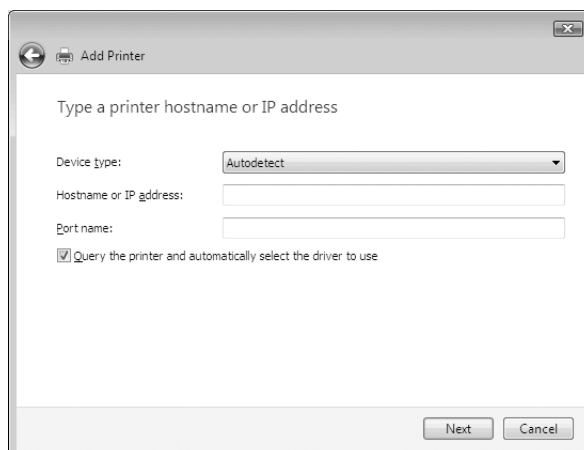 Add Printer
Type a printer hostname or IP address
Device type:
Autodetect
Hostname or IP address:
Port name:
Query the printer and automatically select the driver to use
Next
Cancel